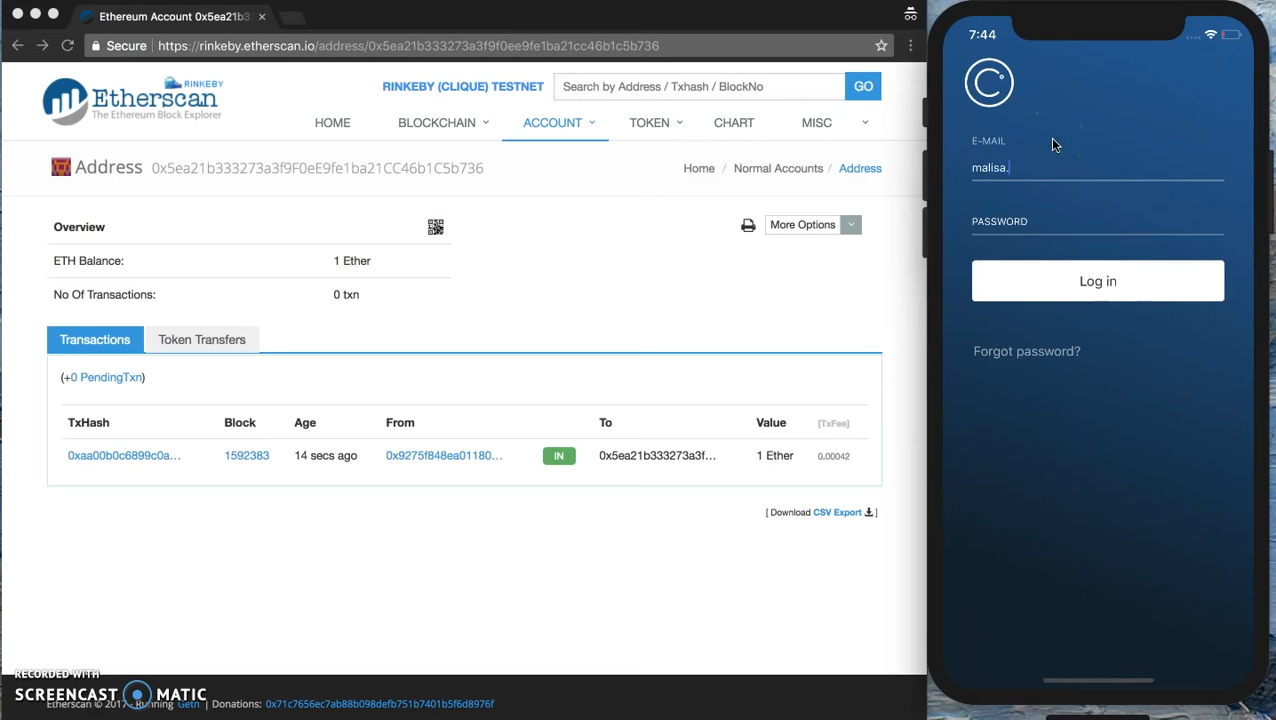 Ethereum Account 0x5ea21b3
Secure
https://rinkeby.etherscan.io/address/0x5ea21b333273a3f9f0ee9fe1ba21cc46b1c5b736
RINKEBY
Etherscan
The Ethereum Block Explorer
RINKEBY (CLIQUE) TESTNET
Search by Address / Txhash / BlockNo
GO
HOME
BLOCKCHAIN
ACCOUNT
TOKEN
CHART
MISC
Address 0x5ea21b333273a3f9F0eE9Fe1ba21CC46b1C5b736
Home / Normal Accounts / Address
Overview
More Options
ETH Balance: 1 Ether
No Of Transactions: 0 txn
Transactions
Token Transfers
(+0 PendingTxn)
TxHash Block Age From To Value [TxFee]
0xaa00b0c6899c0a... 1592383 14 secs ago 0x9275f848ea01180... IN 0x5ea21b333273a3f... 1 Ether 0.00042
[ Download CSV Export ]
RECORDED WITH
SCREENCAST MATIC
Etherscan © 2017 Running Geth | Donations: 0x71c7656ec7ab88b098defb751b7401b5f6d8976f
7:44
C
E-MAIL
malisa.
PASSWORD
Log in
Forgot password?